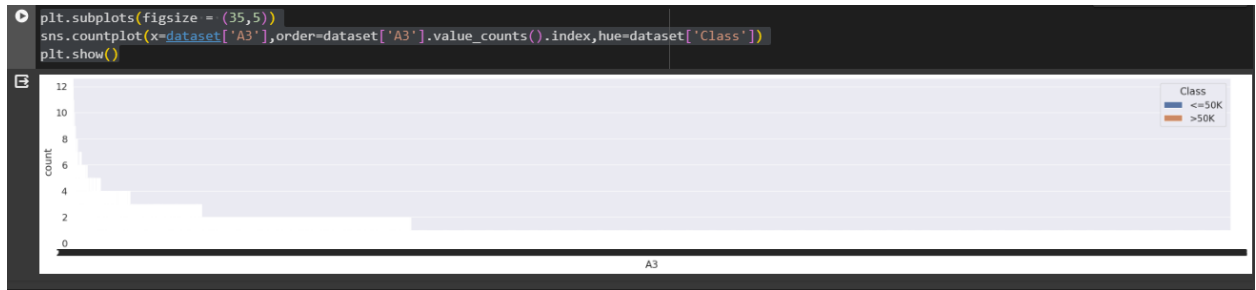 plt.subplots(figsize = (35,5))
sns.countplot(x=dataset['A3'],order=dataset['A3'].value_counts().index,hue=dataset['Class'])
plt.show()
12
10
8
6
4
2
0
count
A3
Class
<=50K
>50K